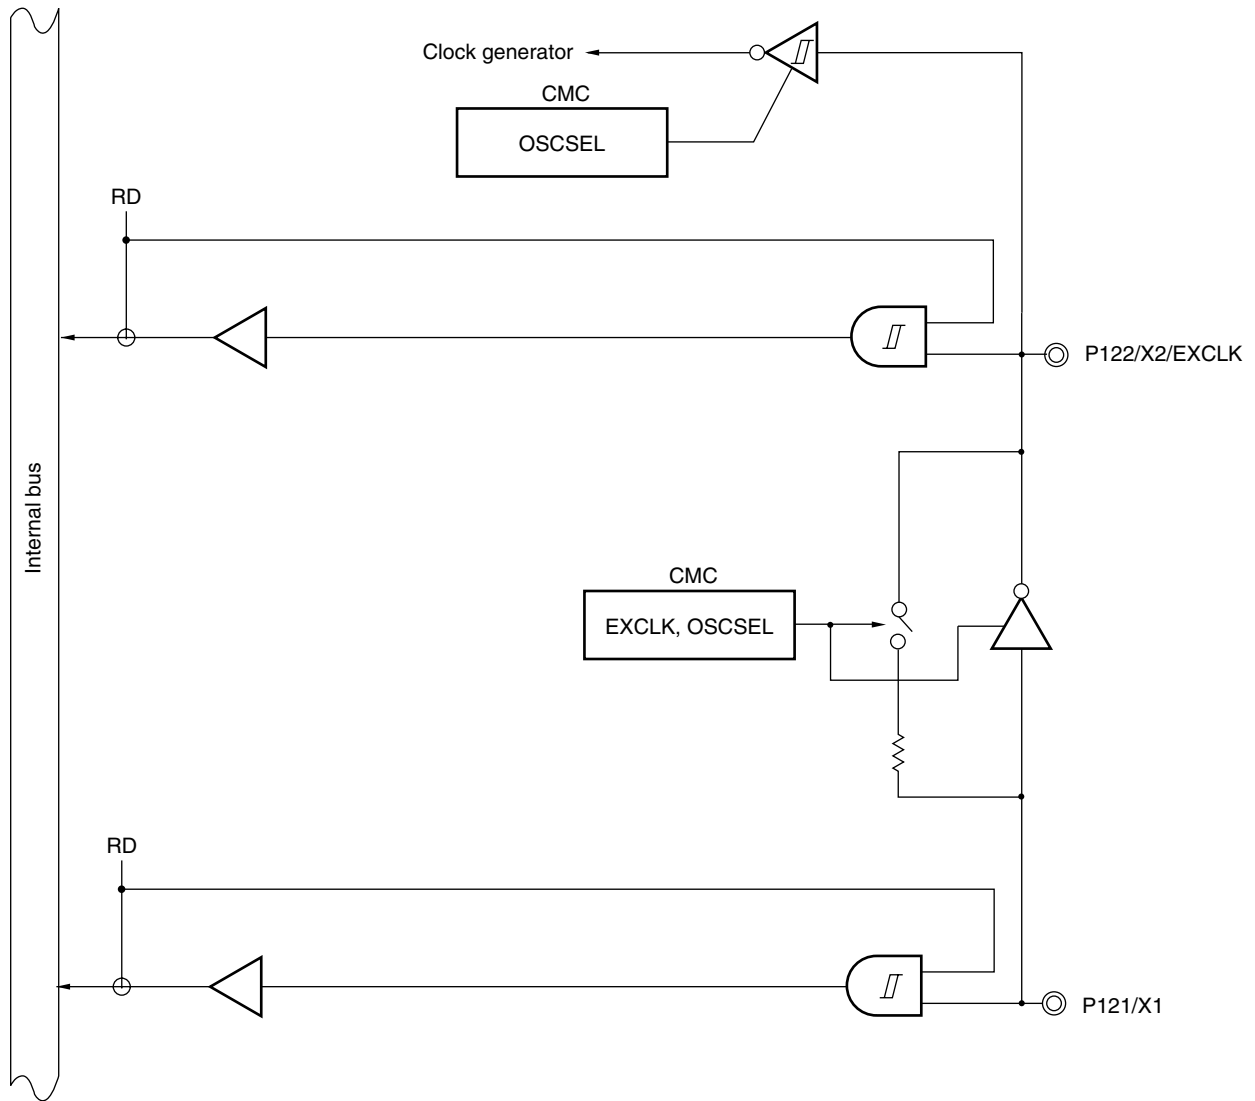 Clock generator
CMC
OSCSEL
RD
P122/X2/EXCLK
Internal bus
CMC
EXCLK, OSCSEL
RD
P121/X1